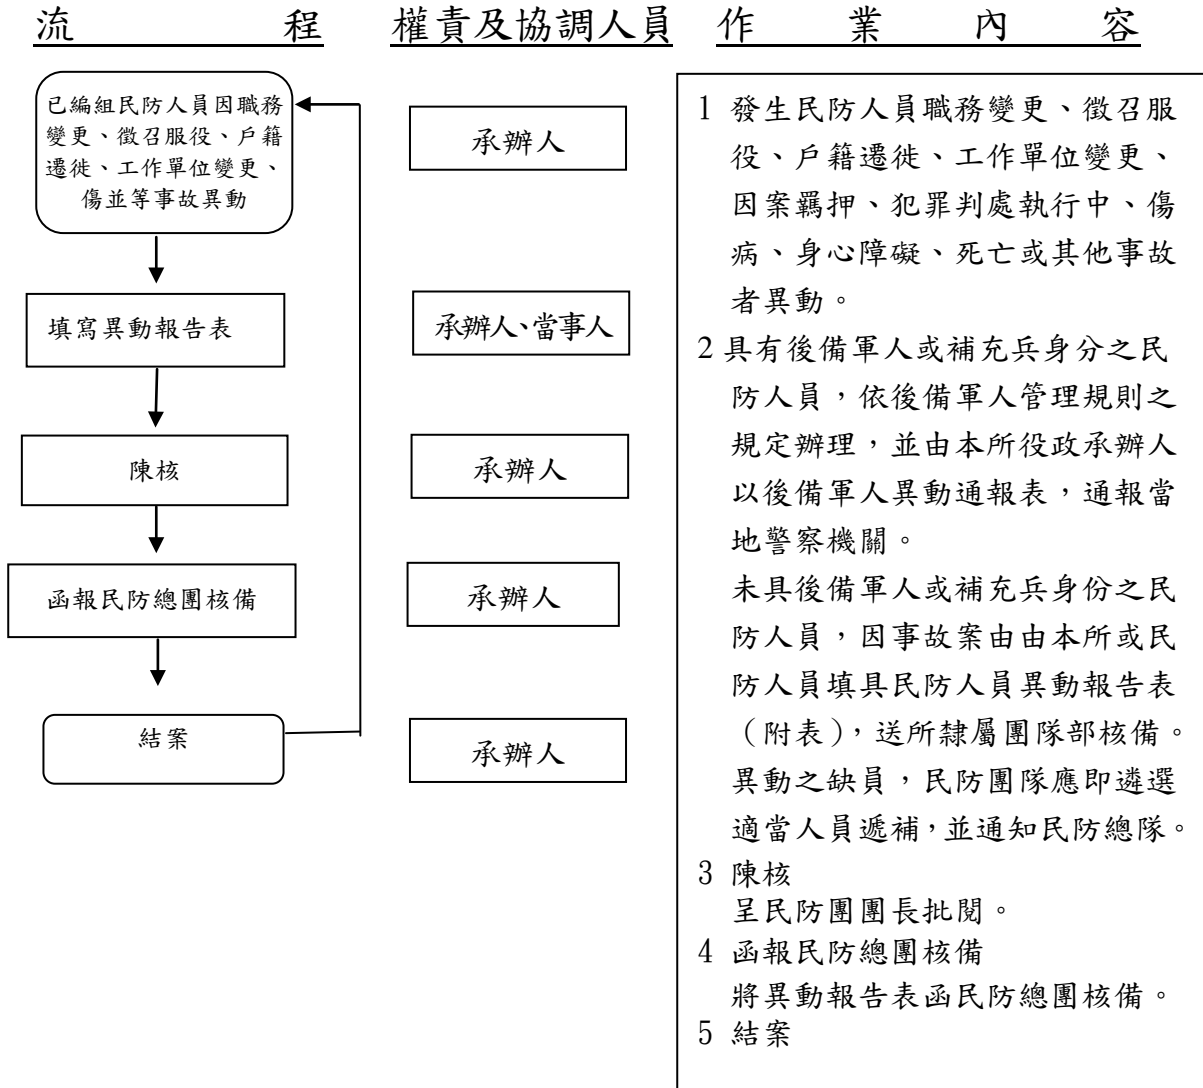 流程
權責及協調人員
作業內容
已編組民防人員因職務
變更、徵召服役、戶籍
遷徙、工作單位變更、
傷並等事故異動
填寫異動報告表
陳核
函報民防總團核備
結案
承辦人
承辦人、當事人
承辦人
承辦人
承辦人
1 發生民防人員職務變更、徵召服
役、戶籍遷徙、工作單位變更、
因案羈押、犯罪判處執行中、傷
病、身心障礙、死亡或其他事故
者異動。
2 具有後備軍人或補充兵身分之民
防人員,依後備軍人管理規則之
規定辦理,並由本所役政承辦人
以後備軍人異動通報表,通報當
地警察機關。
未具後備軍人或補充兵身份之民
防人員,因事故案由由本所或民
防人員填具民防人員異動報告表
(附表),送所隸屬團隊部核備。
異動之缺員,民防團隊應即遴選
適當人員遞補,並通知民防總隊。
3 陳核
呈民防團團長批閱。
4 函報民防總團核備
將異動報告表函民防總團核備。
5 結案